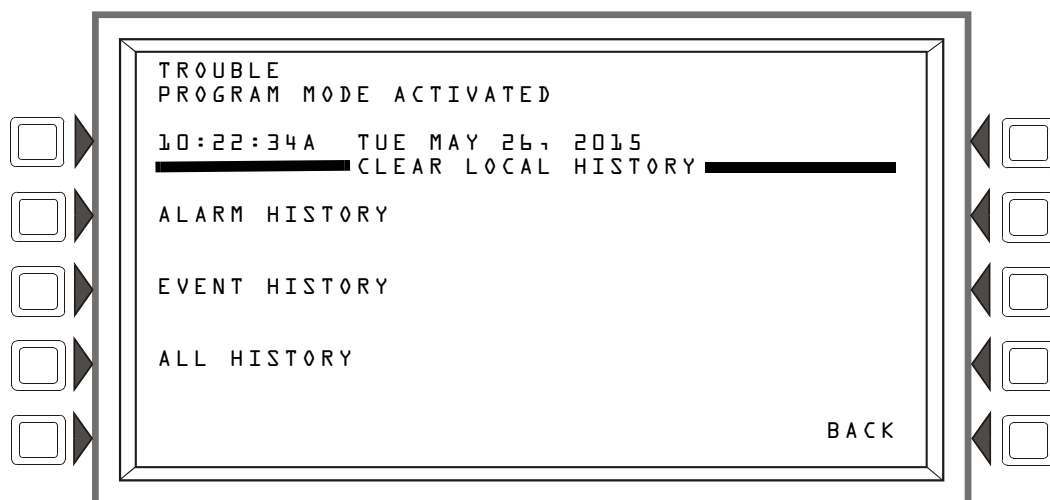 TROUBLE
PROGRAM MODE ACTIVATED
10:22:34A TUE MAY 26, 2015
CLEAR LOCAL HISTORY
ALARM HISTORY
EVENT HISTORY
ALL HISTORY
BACK